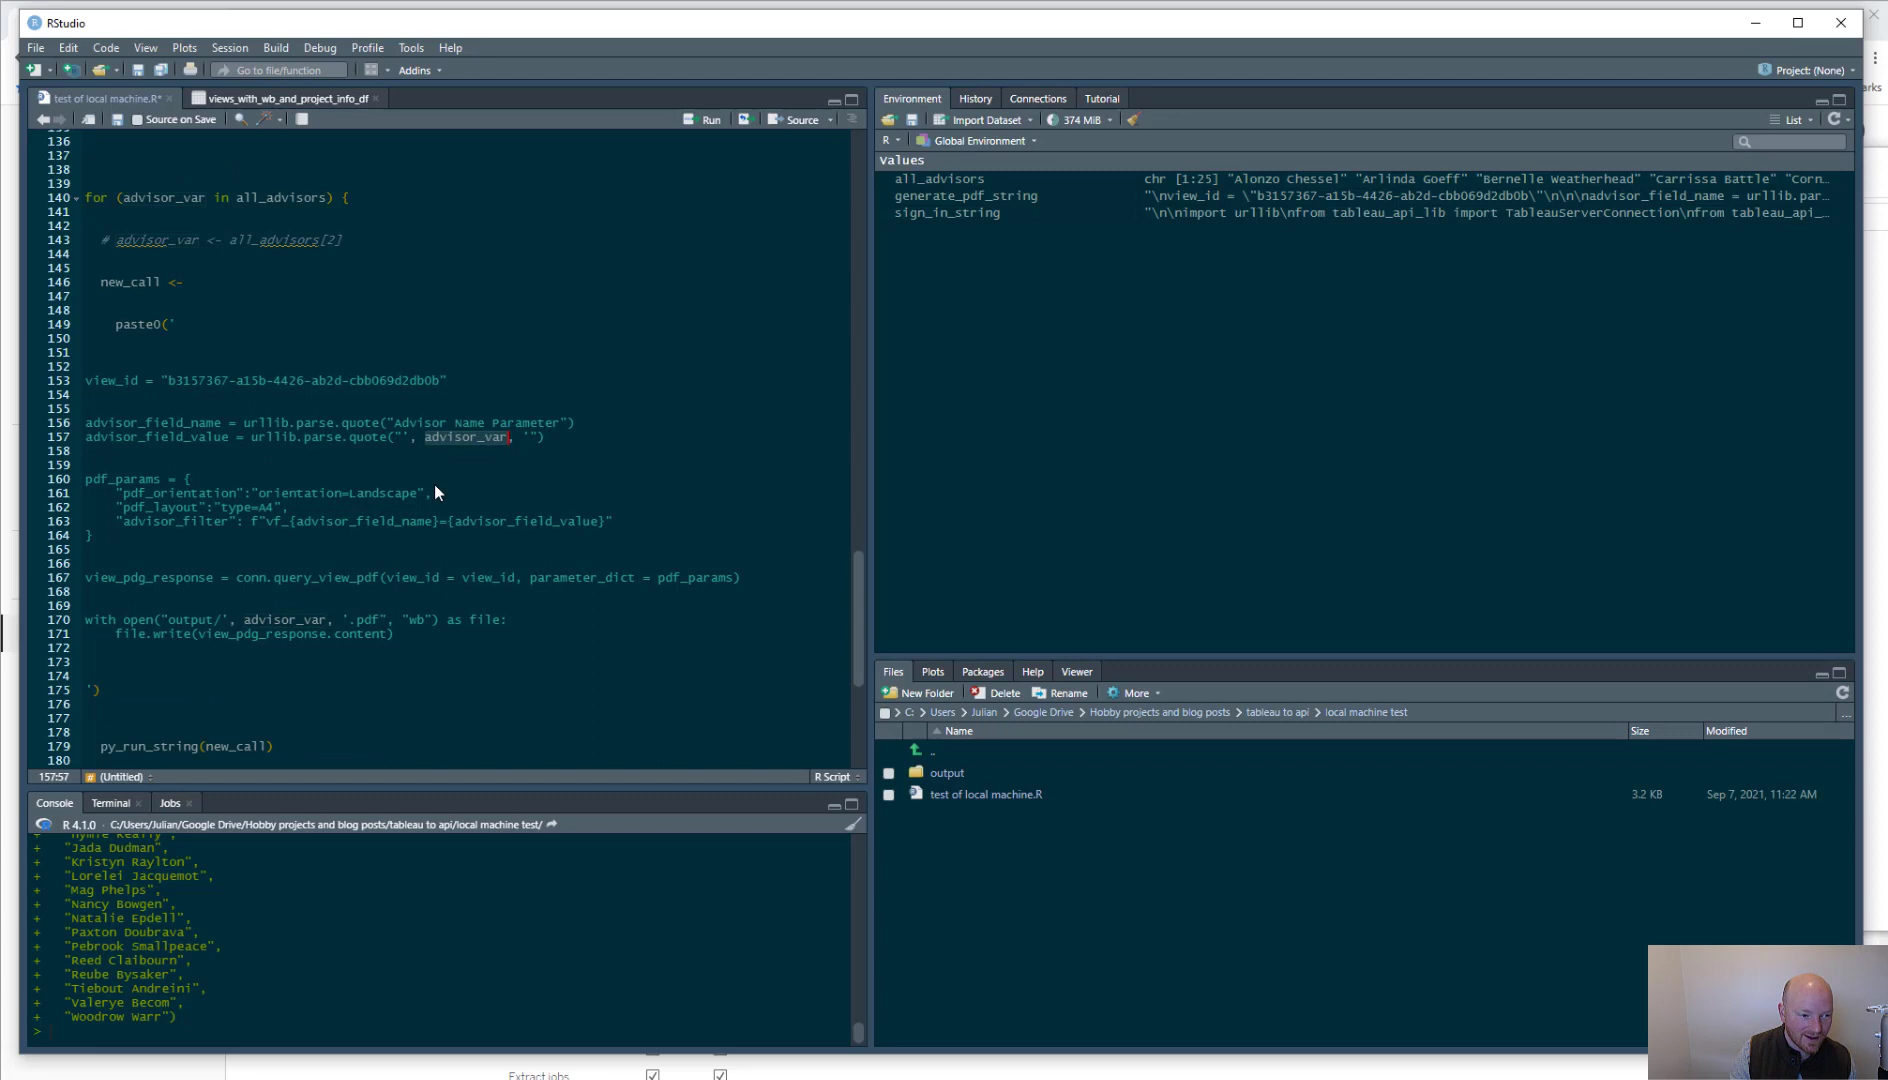 RStudio
File Edit Code View Plots Session Build Debug Profile Tools Help
Go to file/function Addins Project: (None)
test of local machine.R* views_with_wb_and_project_info_df
Source on Save Run Source
136
137
138
139
140 for (advisor_var in all_advisors) {
141
142
143 # advisor_var <- all_advisors[2]
144
145
146 new_call <-
147
148
149 paste0('
150
151
152
153 view_id = "b3157367-a15b-4426-ab2d-cbb069d2db0b"
154
155
156 advisor_field_name = urllib.parse.quote("Advisor Name Parameter")
157 advisor_field_value = urllib.parse.quote("', advisor_var, '")
158
159
160 pdf_params = {
161 "pdf_orientation":"orientation=Landscape",
162 "pdf_layout":"type=A4",
163 "advisor_filter": f"vf_{advisor_field_name}={advisor_field_value}"
164 }
165
166
167 view_pdg_response = conn.query_view_pdf(view_id = view_id, parameter_dict = pdf_params)
168
169
170 with open("output/', advisor_var, '.pdf", "wb") as file:
171 file.write(view_pdg_response.content)
172
173
174
175 ')
176
177
178
179 py_run_string(new_call)
180
157:57 # (Untitled) R Script
Console Terminal Jobs
R 4.1.0 · C:/Users/Julian/Google Drive/Hobby projects and blog posts/tableau to api/local machine test/
+ "Jada Dudman",
+ "Kristyn Raylton",
+ "Lorelei Jacquemot",
+ "Mag Phelps",
+ "Nancy Bowgen",
+ "Natalie Epdell",
+ "Paxton Doubrava",
+ "Pebrook Smallpeace",
+ "Reed Claibourn",
+ "Reube Bysaker",
+ "Tiebout Andreini",
+ "Valerye Becom",
+ "Woodrow Warr")
>
Environment History Connections Tutorial
Import Dataset 374 MiB List
R Global Environment
Values
all_advisors chr [1:25] "Alonzo Chessel" "Arlinda Goeff" "Bernelle Weatherhead" "Carrissa Battle" "Corn…
generate_pdf_string "\nview_id = \"b3157367-a15b-4426-ab2d-cbb069d2db0b\"\n\n\nadvisor_field_name = urllib.par…
sign_in_string "\n\nimport urllib\nfrom tableau_api_lib import TableauServerConnection\nfrom tableau_api_…
Files Plots Packages Help Viewer
New Folder Delete Rename More
C: > Users > Julian > Google Drive > Hobby projects and blog posts > tableau to api > local machine test ...
Name Size Modified
..
output
test of local machine.R 3.2 KB Sep 7, 2021, 11:22 AM
Extract jobs